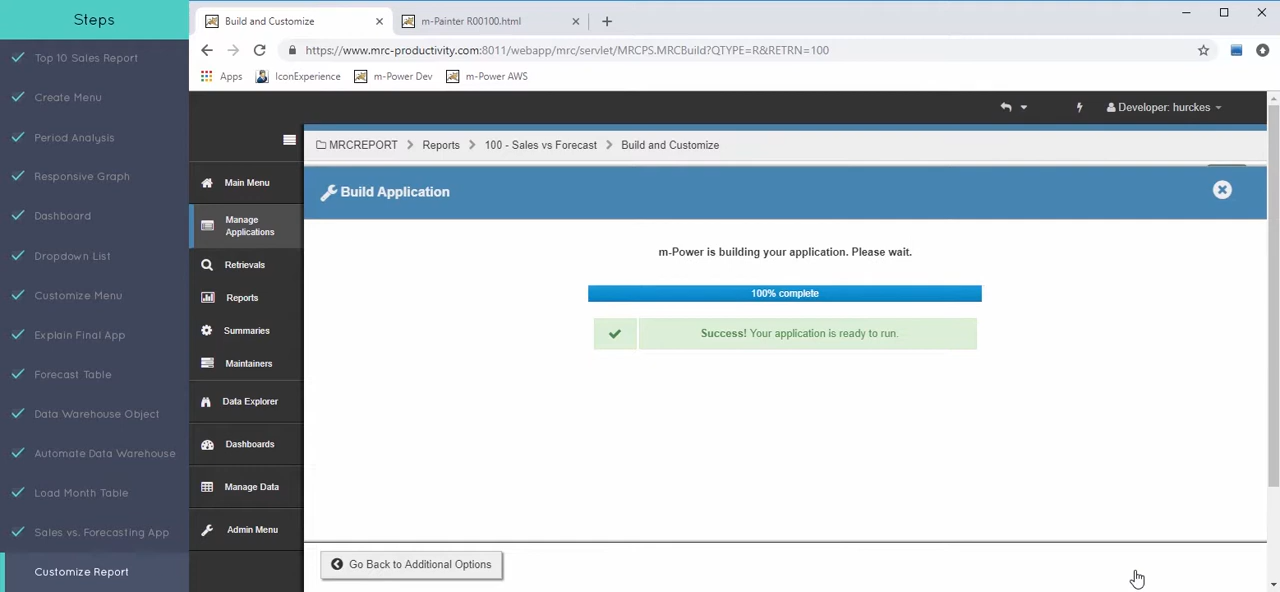 Steps
Top 10 Sales Report
Create Menu
Period Analysis
Responsive Graph
Dashboard
Dropdown List
Customize Menu
Explain Final App
Forecast Table
Data Warehouse Object
Automate Data Warehouse
Load Month Table
Sales vs. Forecasting App
Customize Report
Build and Customize
m-Painter R00100.html
https://www.mrc-productivity.com:8011/webapp/mrc/servlet/MRCPS.MRCBuild?QTYPE=R&RETRN=100
Apps IconExperience m-Power Dev m-Power AWS
Developer: hurckes
MRCREPORT Reports 100 - Sales vs Forecast Build and Customize
Main Menu
Manage
Applications
Retrievals
Reports
Summaries
Maintainers
Data Explorer
Dashboards
Manage Data
Admin Menu
Build Application
m-Power is building your application. Please wait.
100% complete
Success! Your application is ready to run.
Go Back to Additional Options